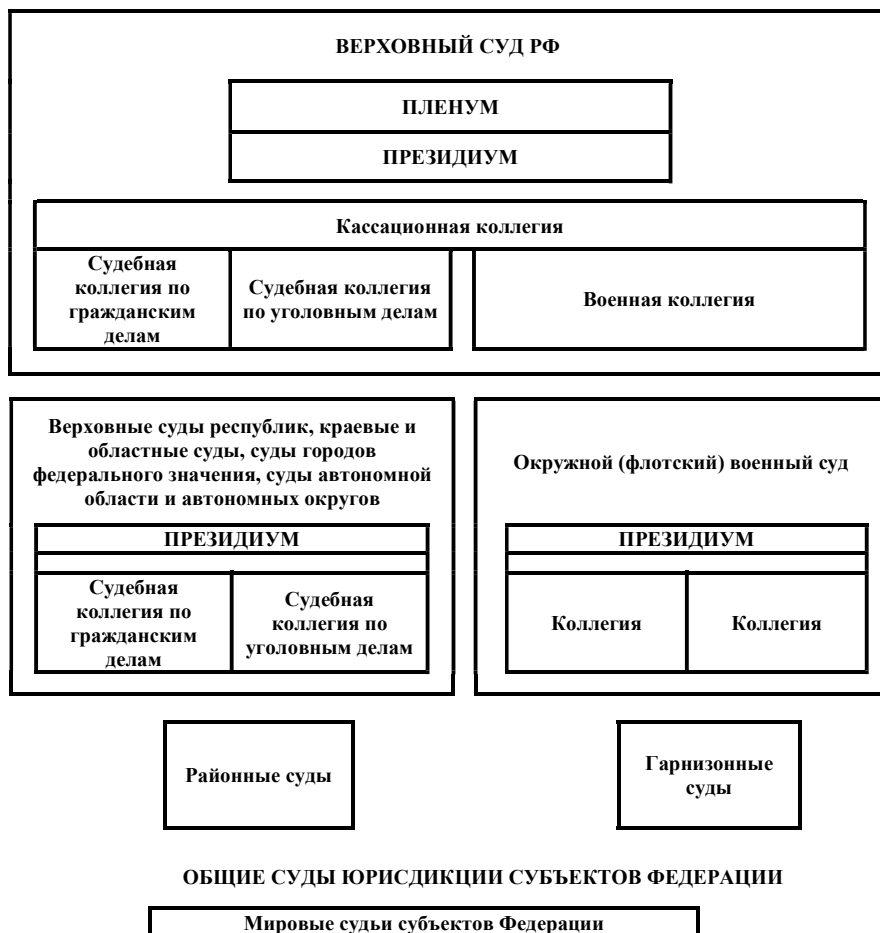 ВЕРХОВНЫЙ СУД РФ
ПЛЕНУМ
ПРЕЗИДИУМ
Кассационная коллегия
Судебная
коллегия по
гражданским
делам
Судебная коллегия
по уголовным делам
Военная коллегия
Верховные суды республик, краевые и
областные суды, суды городов
федерального значения, суды автономной
области и автономных округов
ПРЕЗИДИУМ
Судебная
коллегия по
гражданским
делам
Судебная
коллегия по
уголовным делам
Окружной (флотский) военный суд
ПРЕЗИДИУМ
Коллегия
Коллегия
Районные суды
Гарнизонные
суды
ОБЩИЕ СУДЫ ЮРИСДИКЦИИ СУБЪЕКТОВ ФЕДЕРАЦИИ
Мировые судьи субъектов Федерации